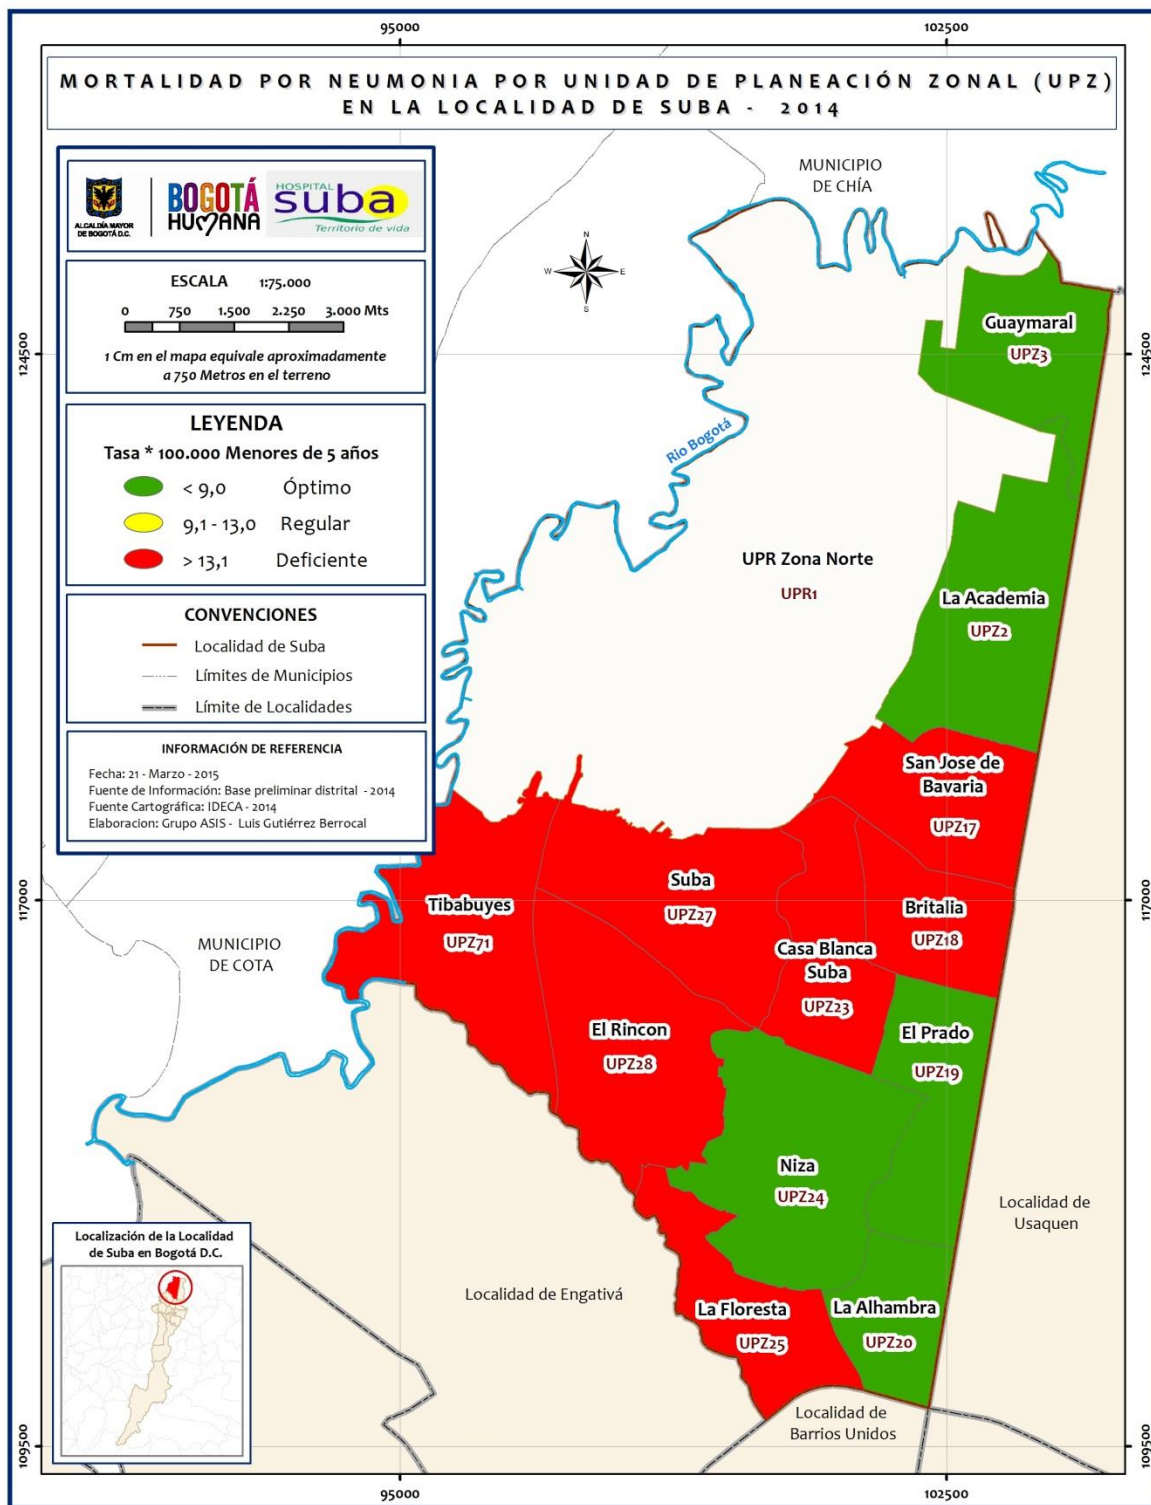 95000
102500
MORTALIDAD POR NEUMONIA POR UNIDAD DE PLANEACIÓN ZONAL (UPZ)
EN LA LOCALIDAD DE SUBA - 2014
ALCALDÍA MAYOR
DE BOGOTÁ D.C.
BOGOTÁ
HUMANA
HOSPITAL
suba
Territorio de vida
ESCALA 1:75.000
0 750 1.500 2.250 3.000 Mts
1 Cm en el mapa equivale aproximadamente
a 750 Metros en el terreno
LEYENDA
Tasa * 100.000 Menores de 5 años
< 9,0 Óptimo
9,1 - 13,0 Regular
> 13,1 Deficiente
CONVENCIONES
Localidad de Suba
Límites de Municipios
Límite de Localidades
INFORMACIÓN DE REFERENCIA
Fecha: 21 - Marzo - 2015
Fuente de Información: Base preliminar distrital - 2014
Fuente Cartográfica: IDECA - 2014
Elaboracion: Grupo ASIS - Luis Gutiérrez Berrocal
MUNICIPIO
DE CHÍA
N
W E
S
Guaymaral
UPZ3
124500
124500
Rio Bogotá
UPR Zona Norte
UPR1
La Academia
UPZ2
San Jose de
Bavaria
UPZ17
Suba
UPZ27
Tibabuyes
UPZ71
Britalia
UPZ18
117000
117000
MUNICIPIO
DE COTA
Casa Blanca
Suba
UPZ23
El Rincon
UPZ28
El Prado
UPZ19
Niza
UPZ24
Localidad de
Usaquen
Localización de la Localidad
de Suba en Bogotá D.C.
Localidad de Engativá
La Floresta
UPZ25
La Alhambra
UPZ20
Localidad de
Barrios Unidos
109500
109500
95000
102500